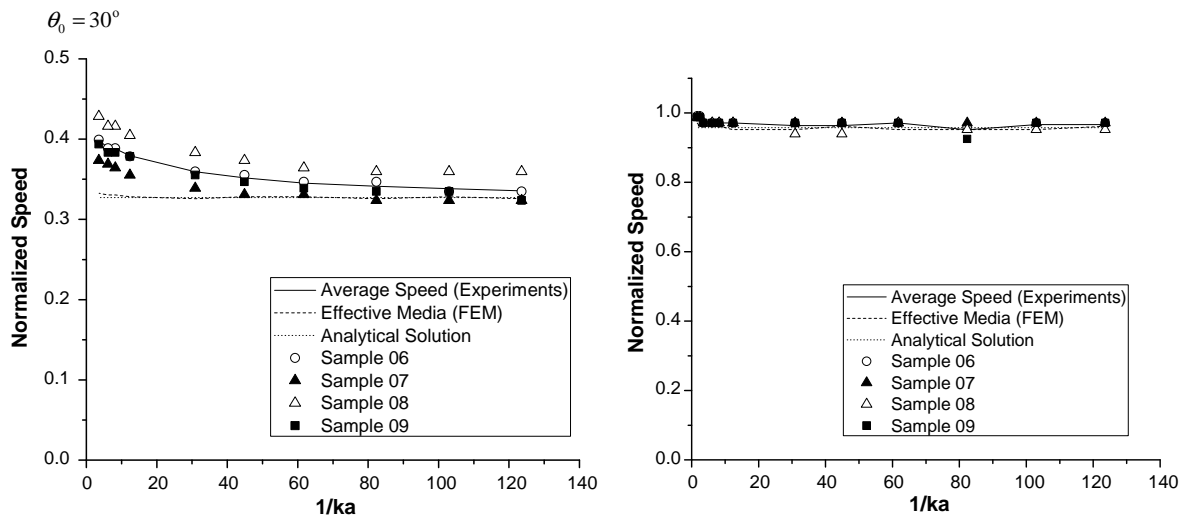 θ₀ = 30°
0.5
0.4
0.3
0.2
0.1
0.0
Normalized Speed
Average Speed (Experiments)
Effective Media (FEM)
Analytical Solution
Sample 06
Sample 07
Sample 08
Sample 09
0 20 40 60 80 100 120 140
1/ka
1.0
0.8
0.6
0.4
0.2
0.0
Normalized Speed
Average Speed (Experiments)
Effective Media (FEM)
Analytical Solution
Sample 06
Sample 07
Sample 08
Sample 09
0 20 40 60 80 100 120 140
1/ka